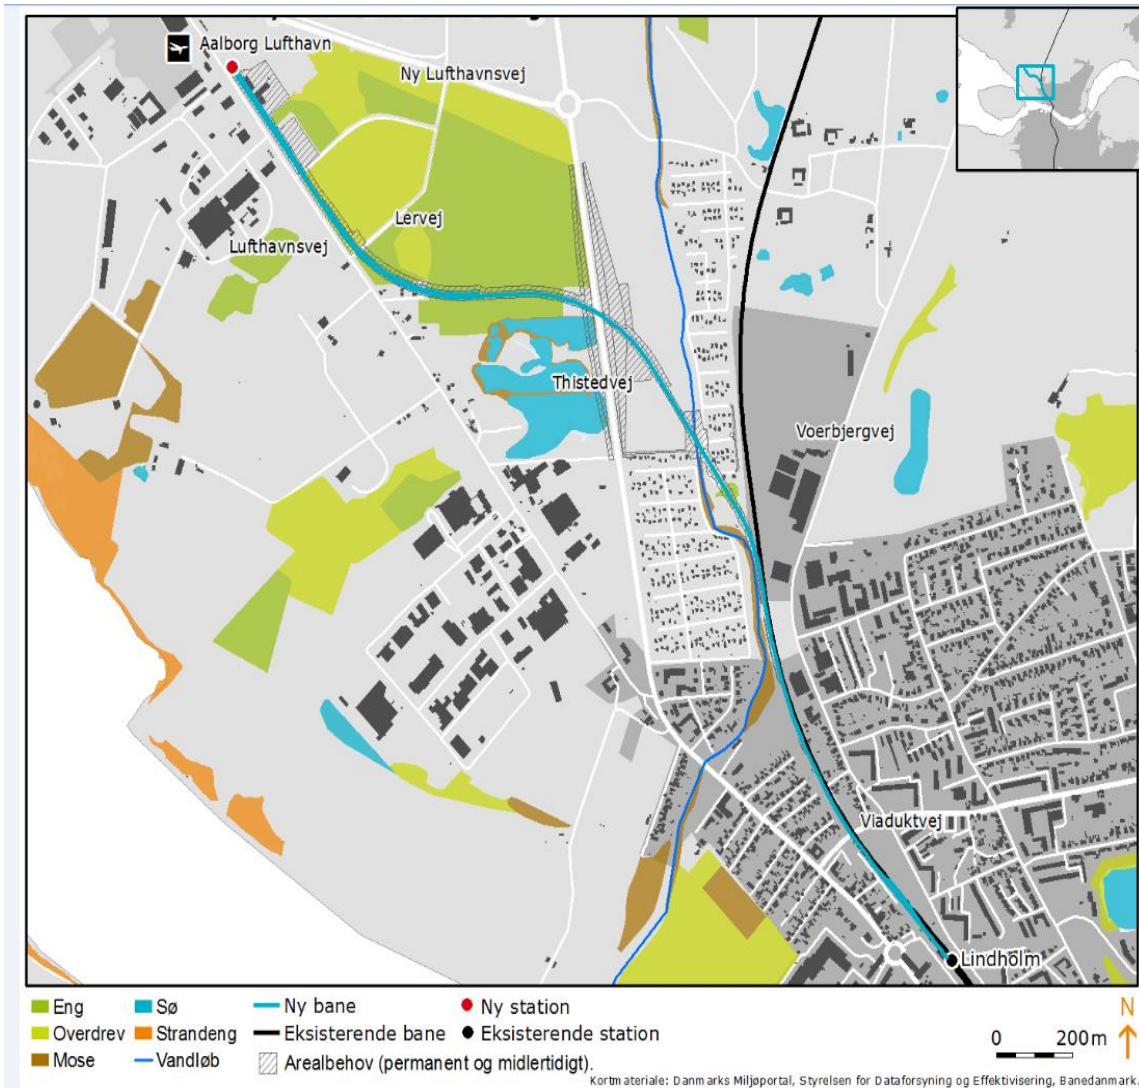 Aalborg Lufthavn
Ny Lufthavnsvej
Lervej
Lufthavnsvej
Thistedvej
Voerbjergvej
Viaduktvej
Lindholm
Eng
Sø
Ny bane
Ny station
Overdrev
Strandeng
Eksisterende bane
Eksisterende station
Mose
Vandløb
Arealbehov (permanent og midlertidigt).
N
0 200 m
Kortmateriale: Danmarks Miljøportal, Styrelsen for Dataforsyning og Effektivisering, Banedanmark